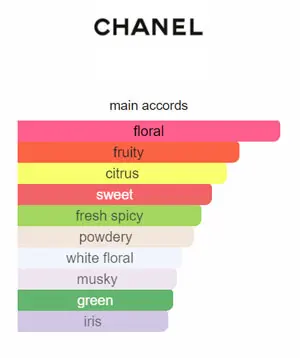 CHANEL
main accords
floral
fruity
citrus
sweet
fresh spicy
powdery
white floral
musky
green
iris